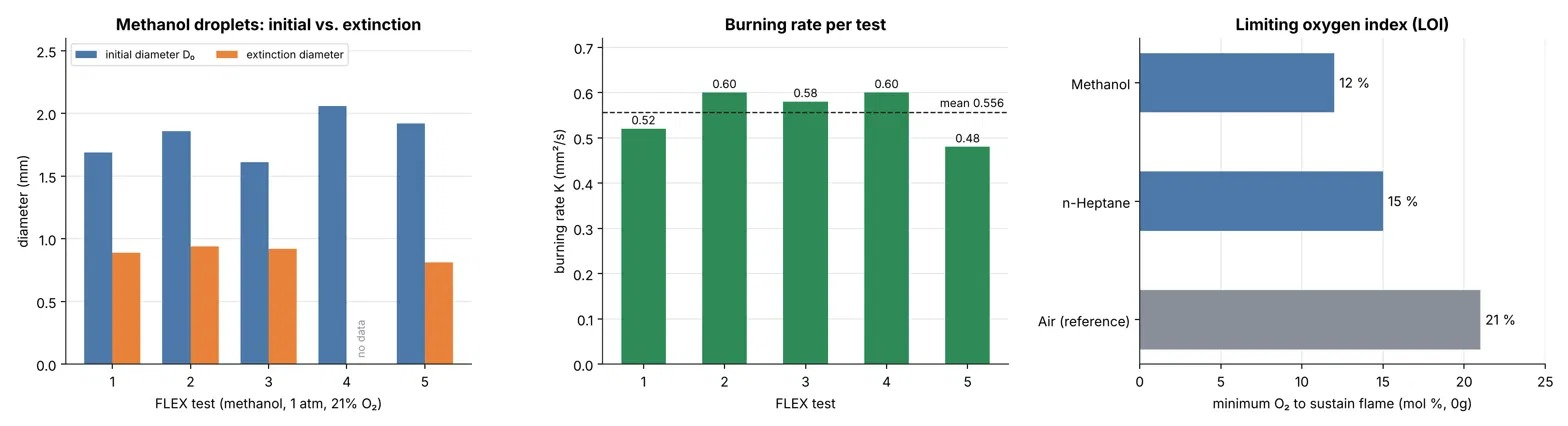 Methanol droplets: initial vs. extinction
initial diameter D₀
extinction diameter
diameter (mm)
2.5
2.0
1.5
1.0
0.5
0.0
no data
1 2 3 4 5
FLEX test (methanol, 1 atm, 21% O₂)
Burning rate per test
burning rate K (mm²/s)
0.7
0.6
0.5
0.4
0.3
0.2
0.1
0.0
0.52
0.60
0.58
0.60
0.48
mean 0.556
1 2 3 4 5
FLEX test
Limiting oxygen index (LOI)
Methanol
12 %
n-Heptane
15 %
Air (reference)
21 %
0 5 10 15 20 25
minimum O₂ to sustain flame (mol %, 0g)